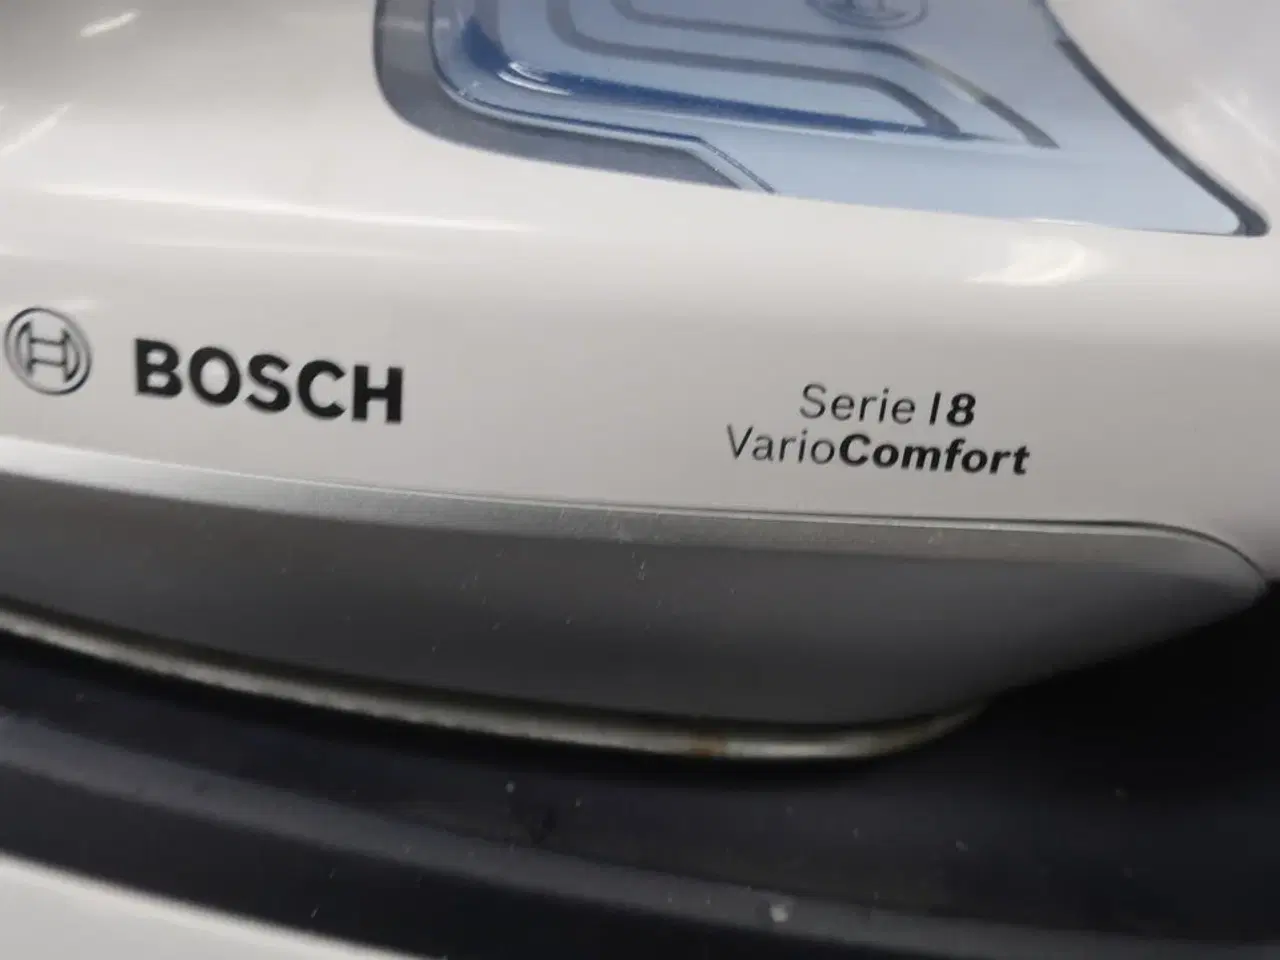 BOSCH
Serie | 8
VarioComfort